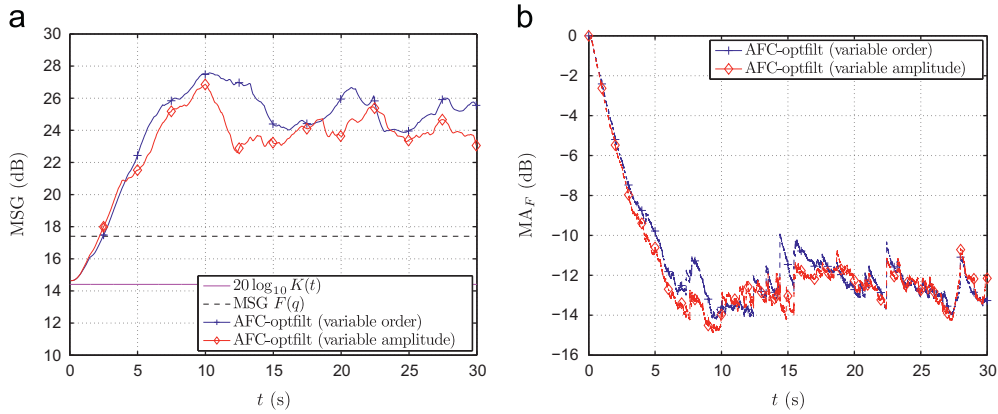 a
30
28
26
24
22
20
18
16
14
12
10
MSG (dB)
0 5 10 15 20 25 30
t (s)
20 log₁₀ K(t)
MSG F(q)
AFC-optfilt (variable order)
AFC-optfilt (variable amplitude)
b
0
−2
−4
−6
−8
−10
−12
−14
−16
MA_F (dB)
0 5 10 15 20 25 30
t (s)
AFC-optfilt (variable order)
AFC-optfilt (variable amplitude)